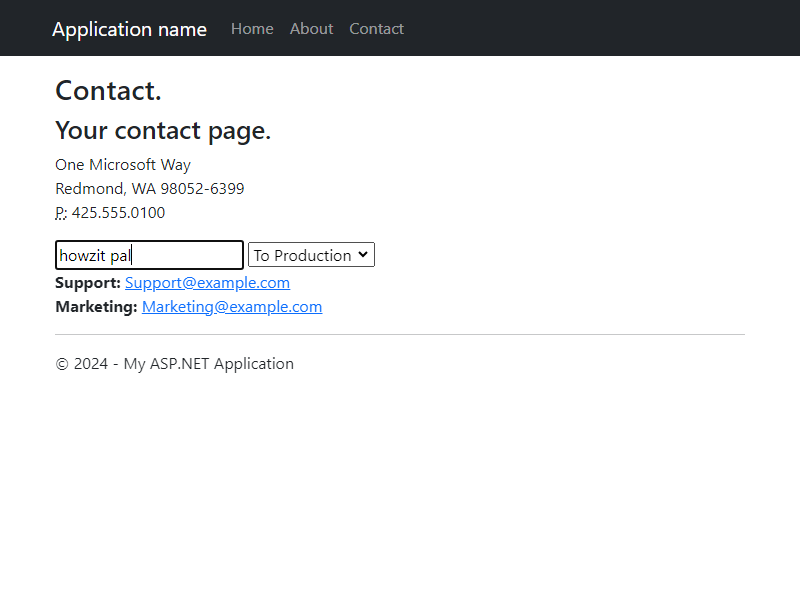 Application name Home About Contact
Contact.
Your contact page.
One Microsoft Way
Redmond, WA 98052-6399
P: 425.555.0100
howzit pal To Production
Support: Support@example.com
Marketing: Marketing@example.com
© 2024 - My ASP.NET Application